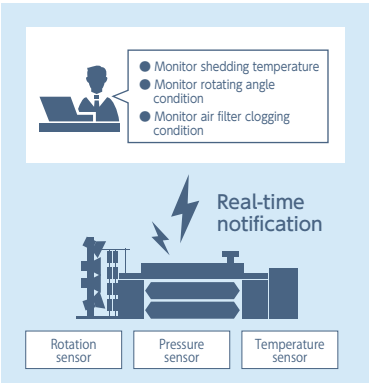 ● Monitor shedding temperature
● Monitor rotating angle
condition
● Monitor air filter clogging
condition
Real-time
notification
Rotation
sensor
Pressure
sensor
Temperature
sensor